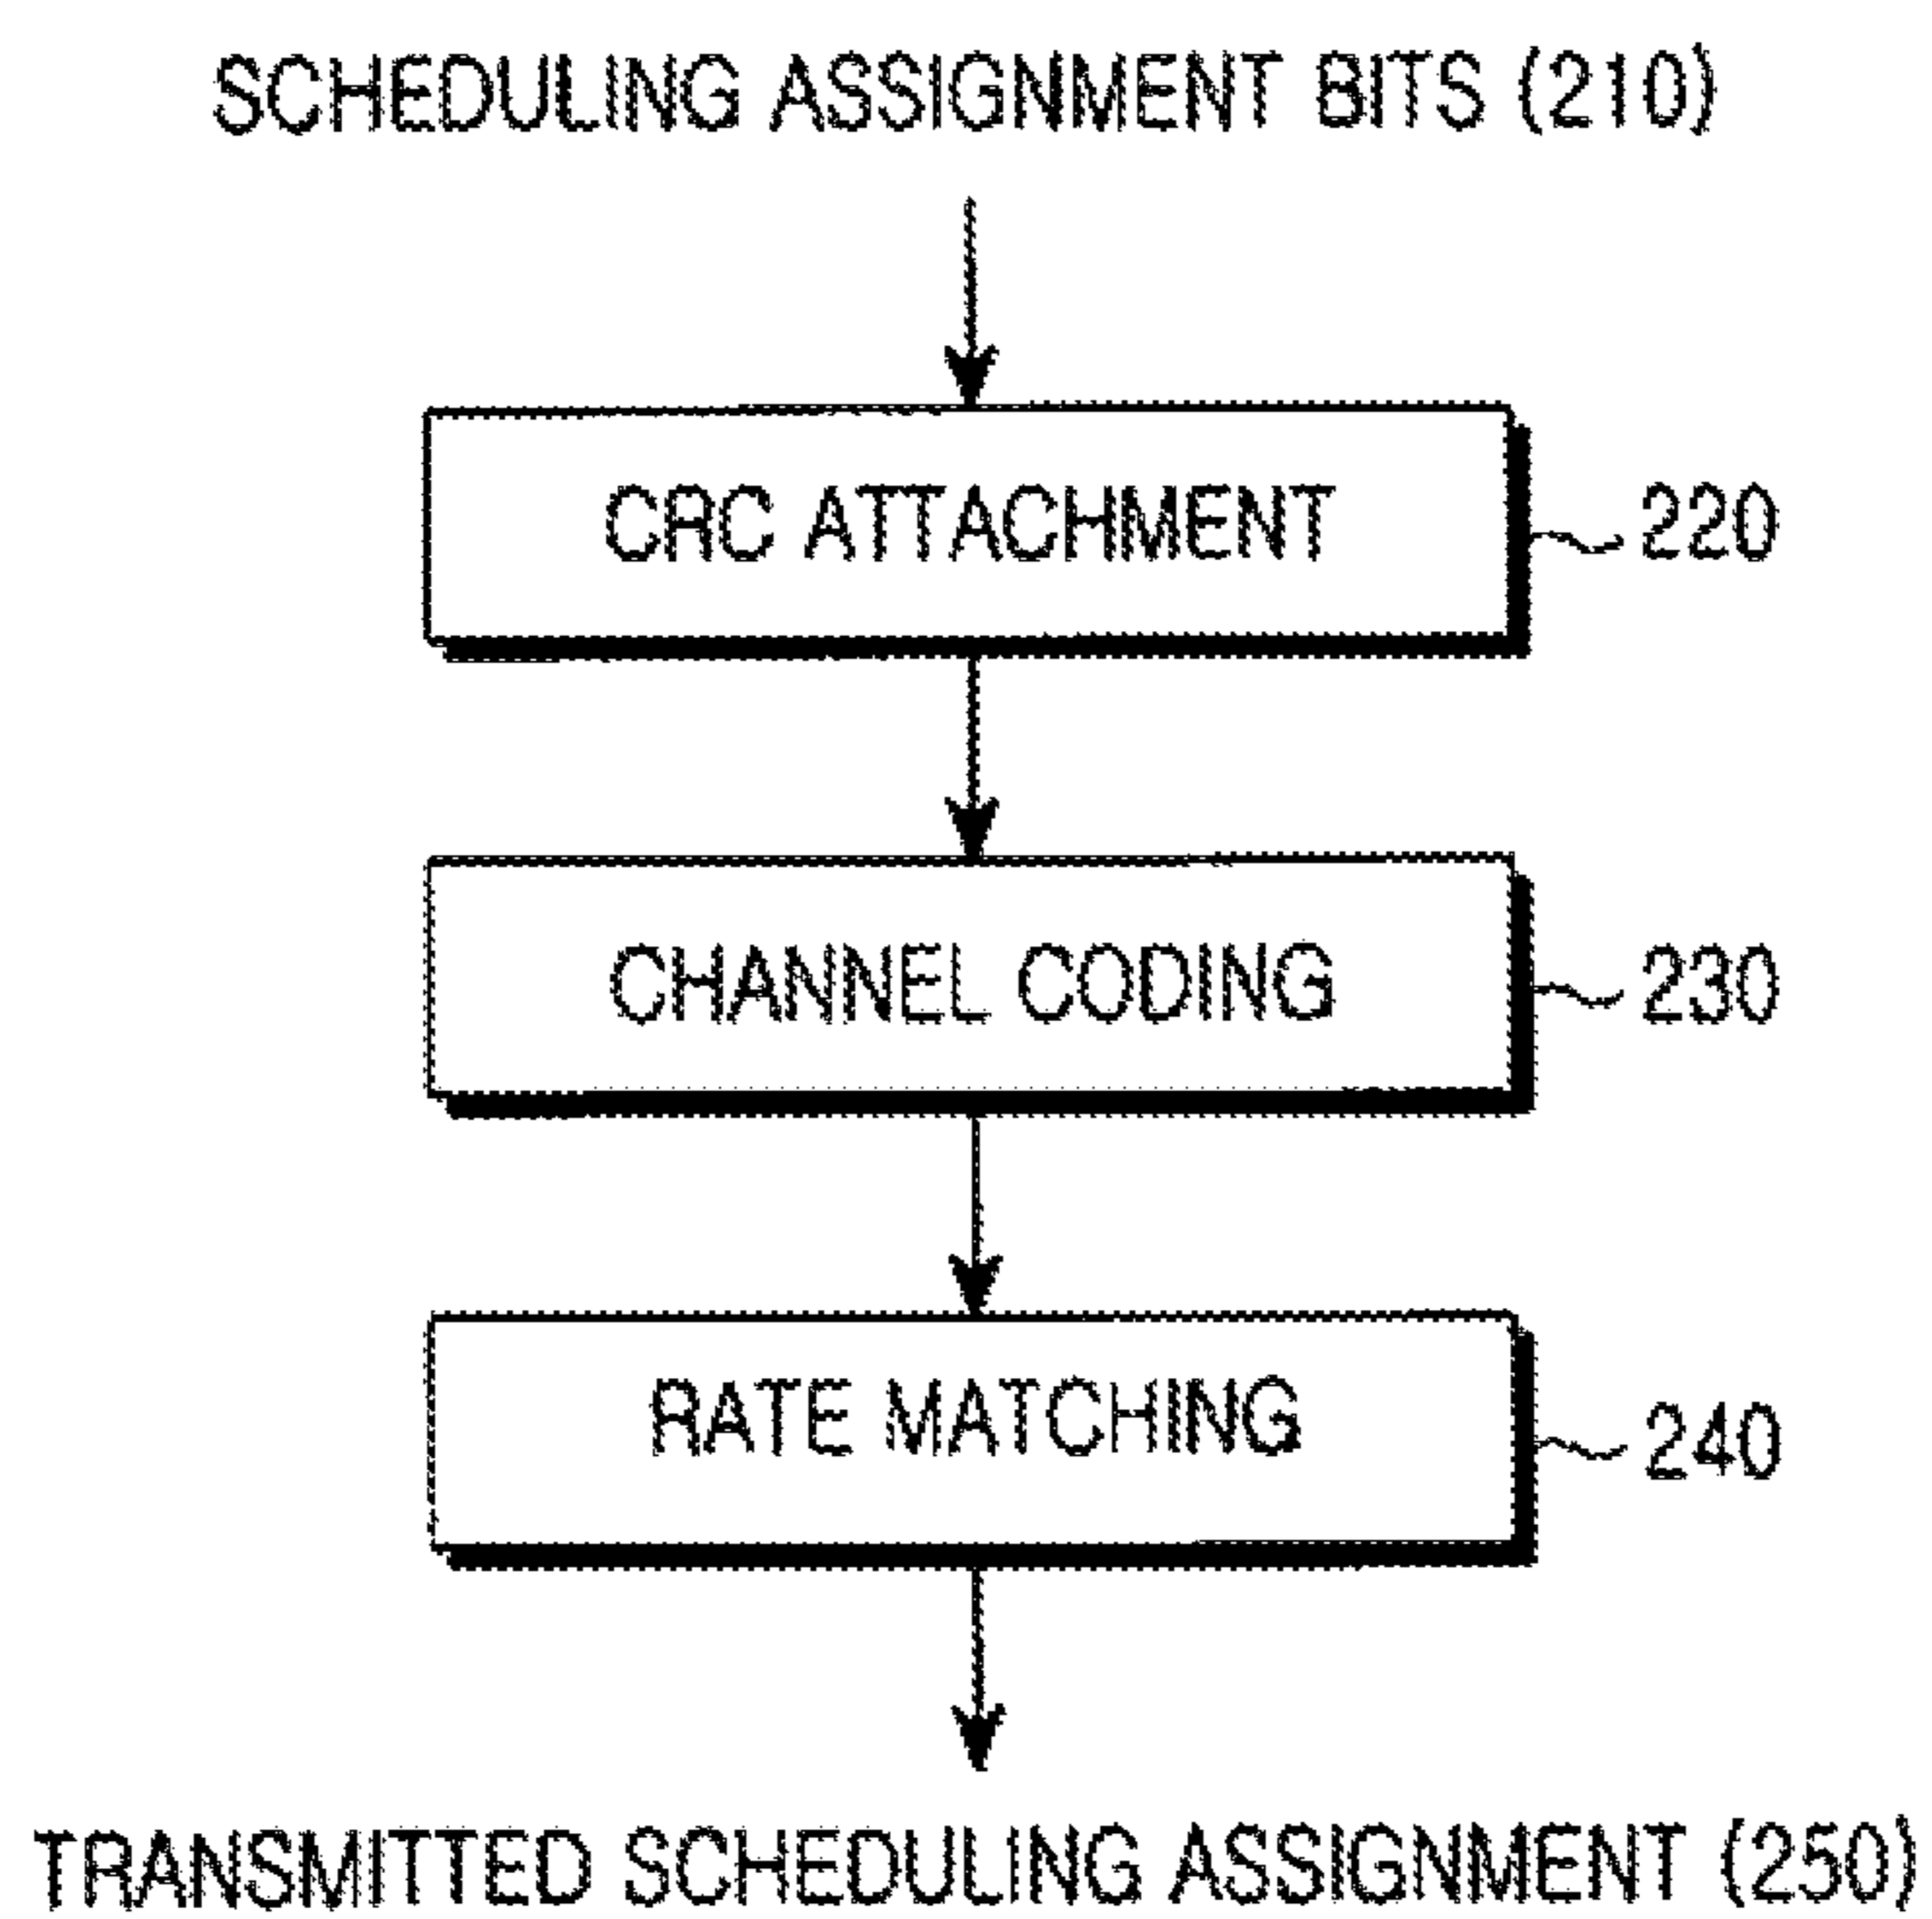 SCHEDULING ASSIGNMENT BITS (210)
CRC ATTACHMENT
220
CHANNEL CODING
230
RATE MATCHING
240
TRANSMITTED SCHEDULING ASSIGNMENT (250)